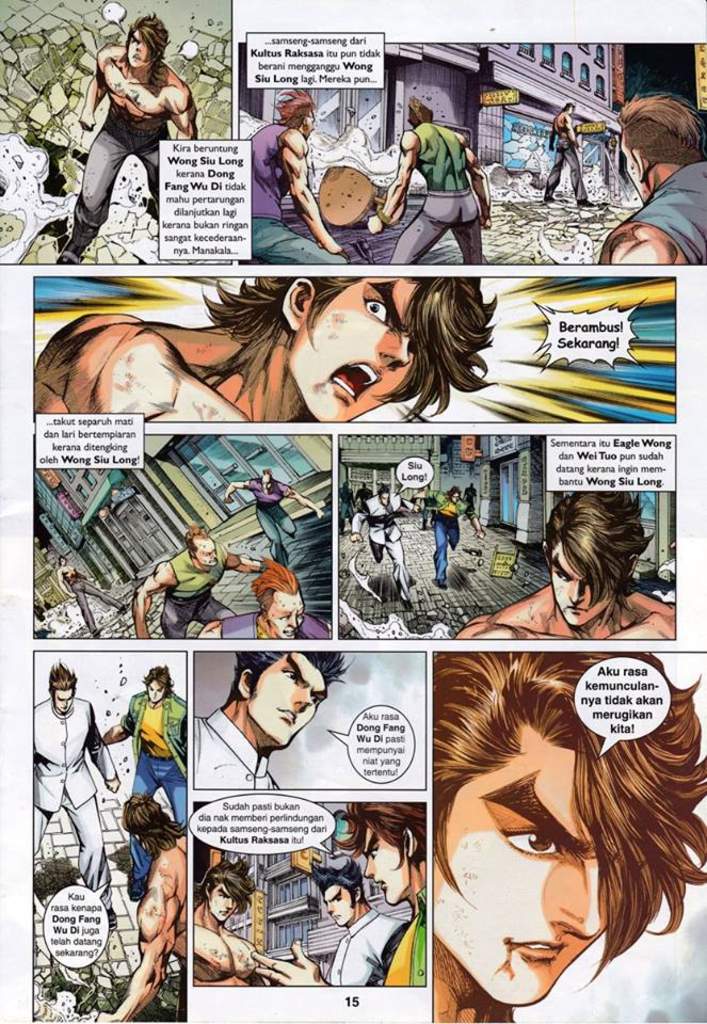 Kira beruntung
Wong Siu Long
kerana Dong
Fang Wu Di tidak
mahu pertarungan
dilanjutkan lagi
kerana bukan ringan
sangat kecederaan-
nya. Manakala...
...samseng-samseng dari
Kultus Raksasa itu pun tidak
berani mengganggu Wong
Siu Long lagi. Mereka pun...
Berambus!
Sekarang!
...takut separuh mati
dan lari bertempiaran
kerana ditengking
oleh Wong Siu Long!
Siu
Long!
Sementara itu Eagle Wong
dan Wei Tuo pun sudah
datang kerana ingin mem-
bantu Wong Siu Long.
Kau
rasa kenapa
Dong Fang
Wu Di juga
telah datang
sekarang?
Aku rasa
Dong Fang
Wu Di pasti
mempunyai
niat yang
tertentu!
Sudah pasti bukan
dia nak memberi perlindungan
kepada samseng-samseng dari
Kultus Raksasa itu!
Aku rasa
kemunculan-
nya tidak akan
merugikan
kita!
15